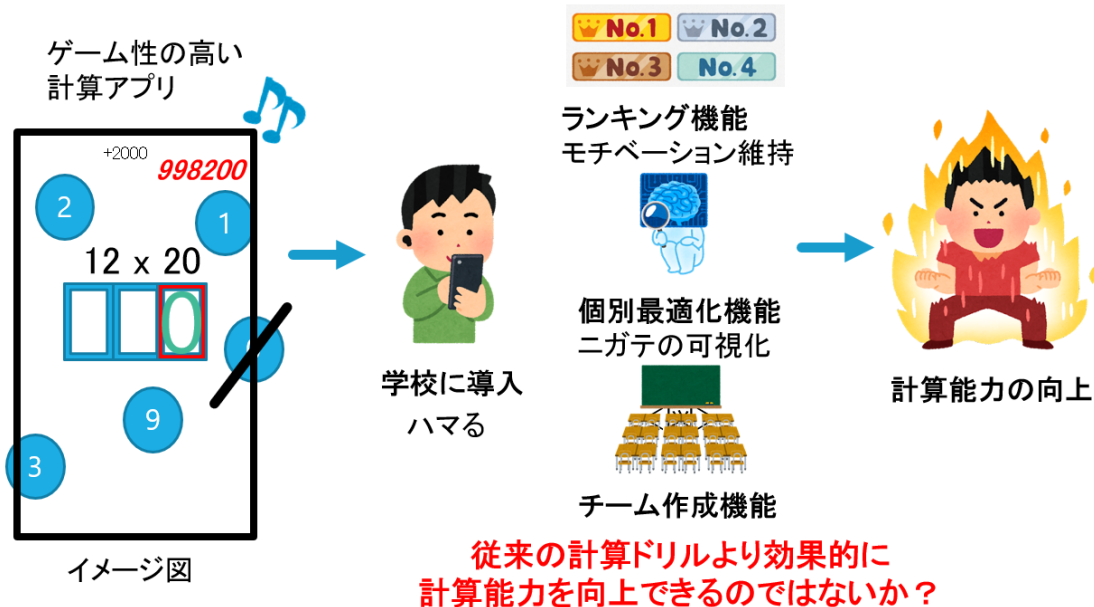 ゲーム性の高い
計算アプリ
+2000
998200
2
1
12 x 20
0
9
3
イメージ図
学校に導入
ハマる
No.1
No.2
No.3
No.4
ランキング機能
モチベーション維持
個別最適化機能
ニガテの可視化
チーム作成機能
計算能力の向上
従来の計算ドリルより効果的に
計算能力を向上できるのではないか？